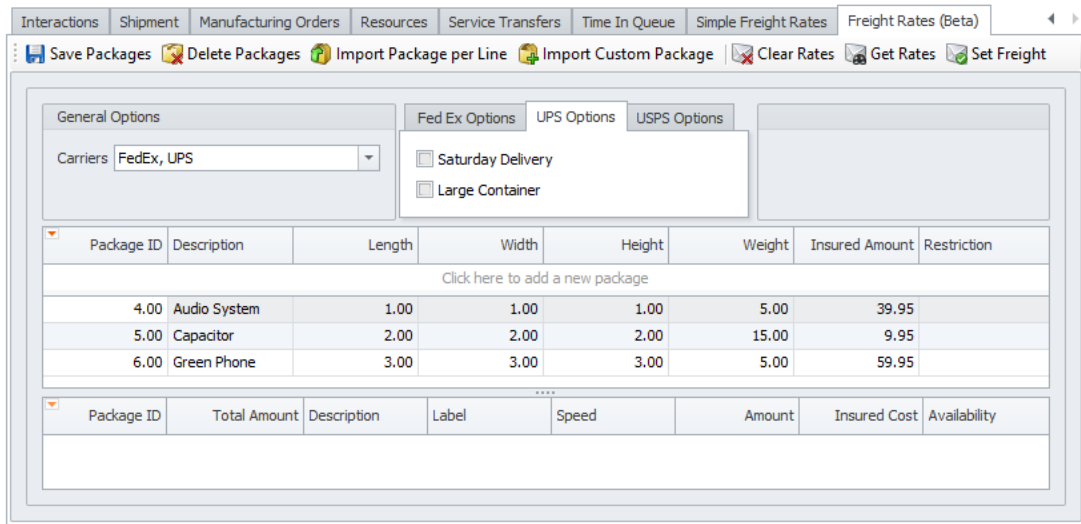 Interactions Shipment Manufacturing Orders Resources Service Transfers Time In Queue Simple Freight Rates Freight Rates (Beta)
Save Packages Delete Packages Import Package per Line Import Custom Package Clear Rates Get Rates Set Freight
General Options
Carriers FedEx, UPS
Fed Ex Options UPS Options USPS Options
Saturday Delivery
Large Container
Package ID Description Length Width Height Weight Insured Amount Restriction
Click here to add a new package
4.00 Audio System 1.00 1.00 1.00 5.00 39.95
5.00 Capacitor 2.00 2.00 2.00 15.00 9.95
6.00 Green Phone 3.00 3.00 3.00 5.00 59.95
Package ID Total Amount Description Label Speed Amount Insured Cost Availability